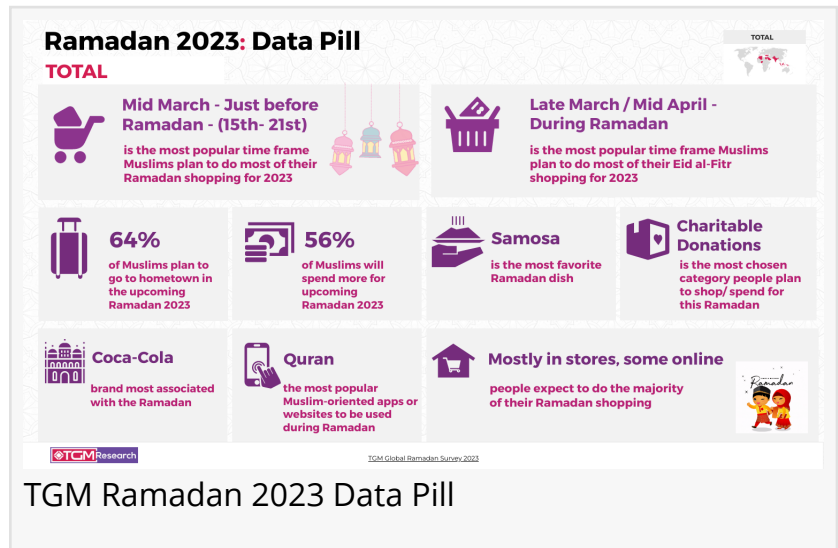 Ramadan 2023: Data Pill
TOTAL
TOTAL
Mid March - Just before
Ramadan - (15th- 21st)
is the most popular time frame
Muslims plan to do most of their
Ramadan shopping for 2023
Late March / Mid April -
During Ramadan
is the most popular time frame Muslims
plan to do most of their Eid al-Fitr
shopping for 2023
64%
of Muslims plan to
go to hometown in
the upcoming
Ramadan 2023
56%
of Muslims will
spend more for
upcoming
Ramadan 2023
Samosa
is the most favorite
Ramadan dish
Charitable
Donations
is the most chosen
category people plan
to shop/ spend for
this Ramadan
Coca-Cola
brand most associated
with the Ramadan
Quran
the most popular
Muslim-oriented apps or
websites to be used
during Ramadan
Mostly in stores, some online
people expect to do the majority
of their Ramadan shopping
Ramadan
TGM Research
TGM Global Ramadan Survey 2023
TGM Ramadan 2023 Data Pill